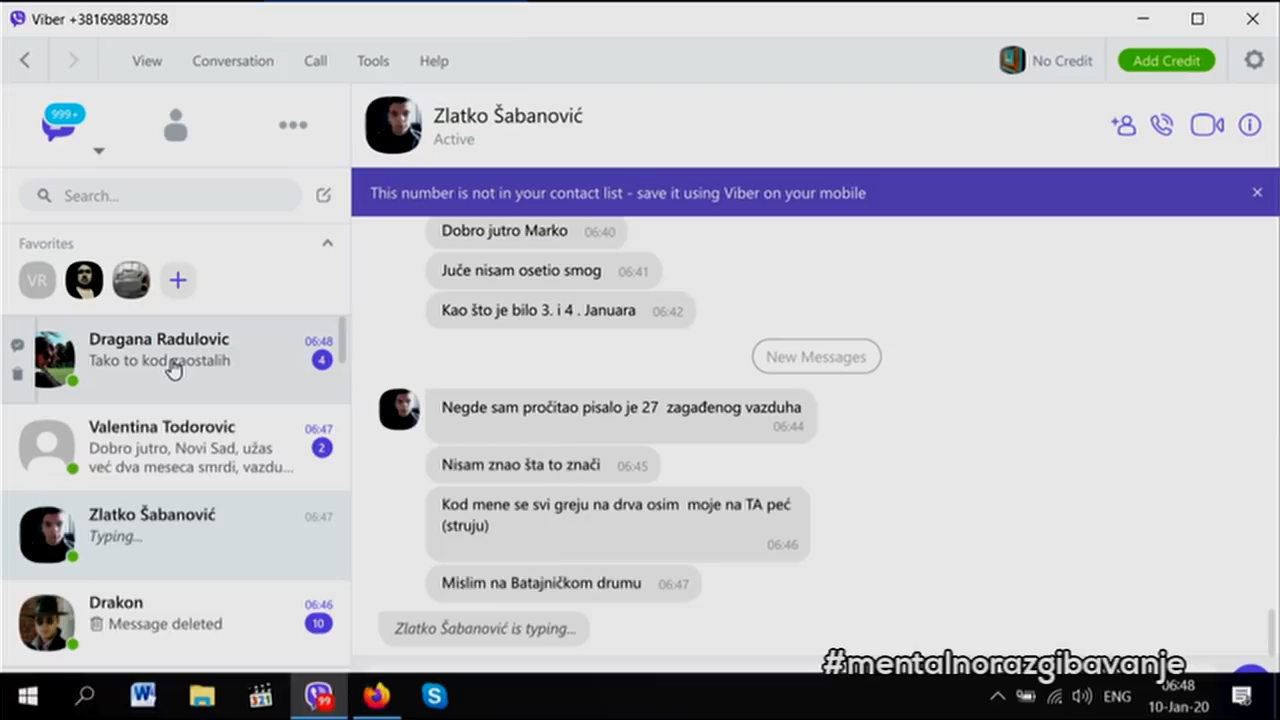 Viber +381698837058
View Conversation Call Tools Help
No Credit
Add Credit
999+
Zlatko Šabanović
Active
Search...
This number is not in your contact list - save it using Viber on your mobile
Favorites
VR
Dragana Radulovic 06:48
Tako to kod zaostalih 4
Valentina Todorovic 06:47
Dobro jutro, Novi Sad, užas 2
već dva meseca smrdi, vazdu...
Zlatko Šabanović 06:47
Typing...
Drakon 06:46
Message deleted 10
Dobro jutro Marko 06:40
Juče nisam osetio smog 06:41
Kao što je bilo 3. i 4 . Januara 06:42
New Messages
Negde sam pročitao pisalo je 27 zagađenog vazduha
06:44
Nisam znao šta to znači 06:45
Kod mene se svi greju na drva osim moje na TA peć
(struju)
06:46
Mislim na Batajničkom drumu 06:47
Zlatko Šabanović is typing...
#mentalnorazgibavanje
321
99
ENG
06:48
10-Jan-20